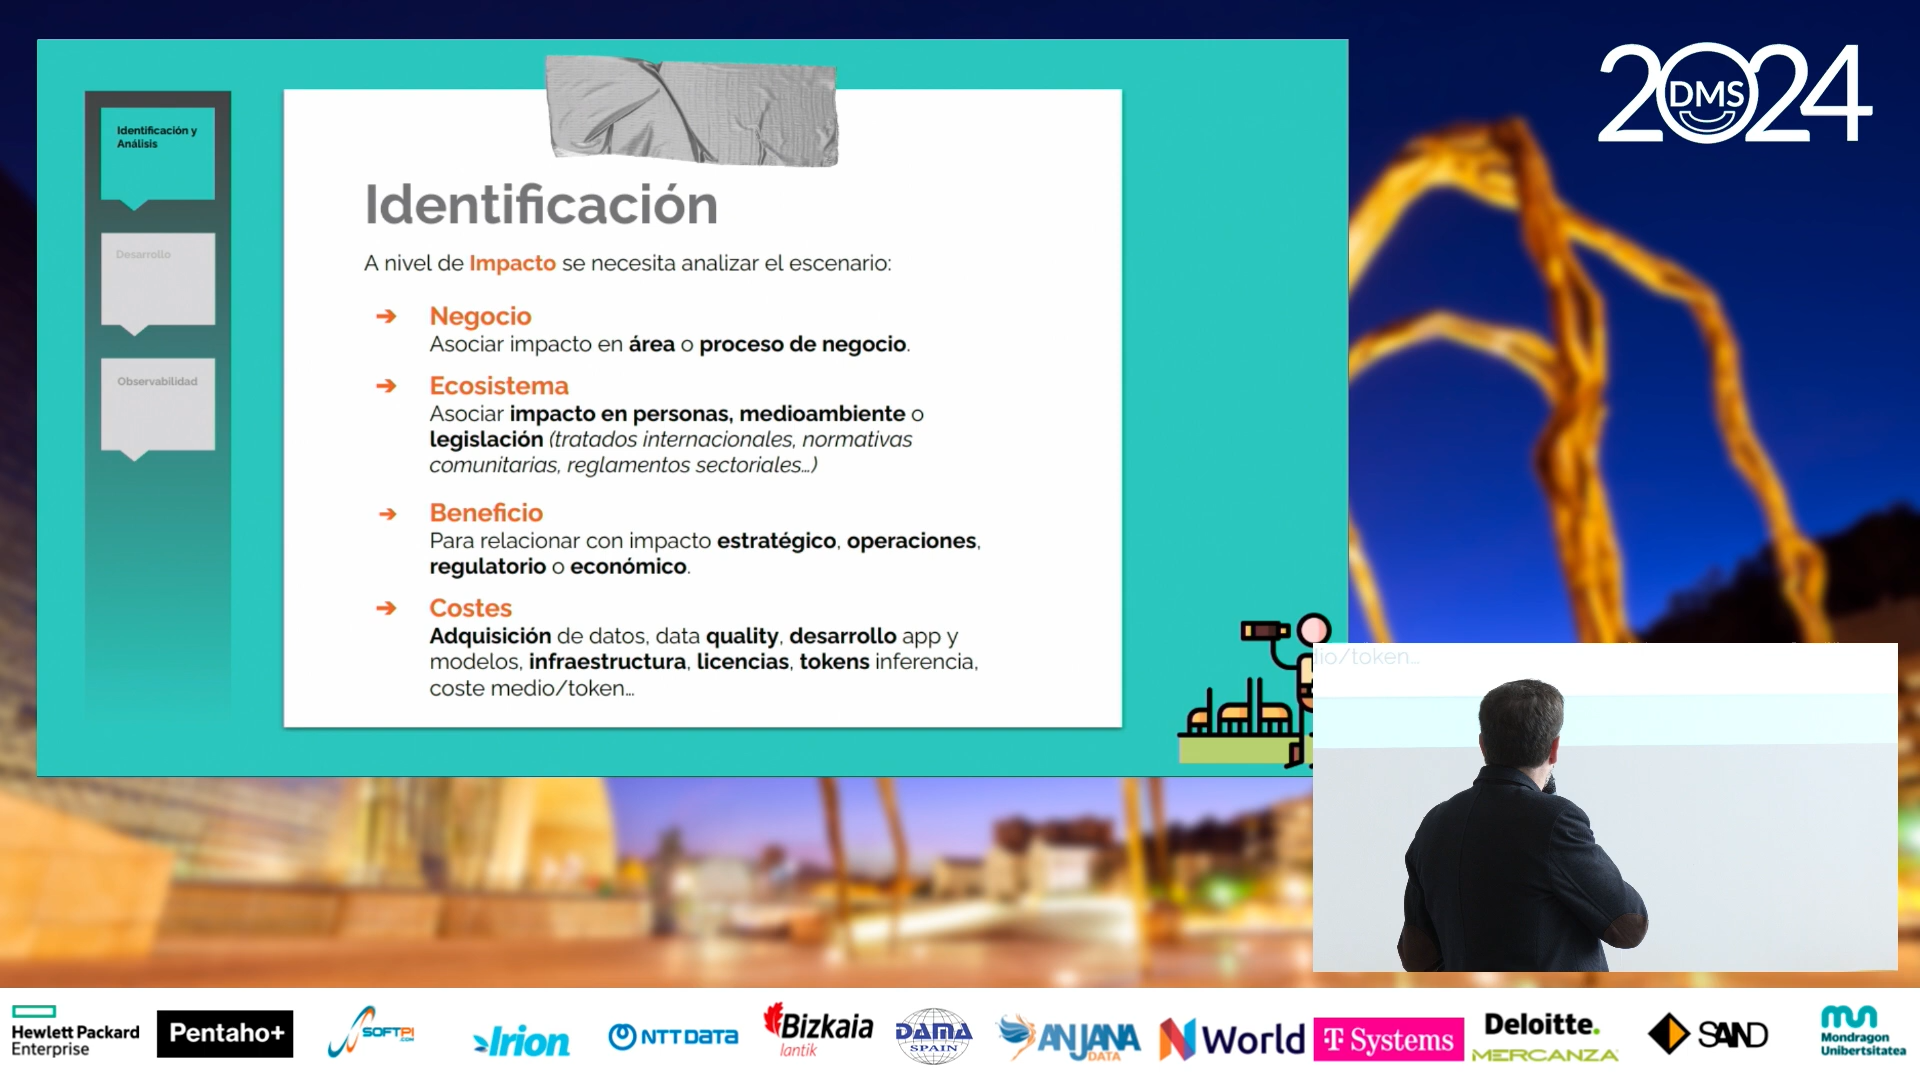 2024
DMS
Identificación y
Análisis
Desarrollo
Observabilidad
Identificación
A nivel de Impacto se necesita analizar el escenario:
➔ Negocio
Asociar impacto en área o proceso de negocio.
➔ Ecosistema
Asociar impacto en personas, medioambiente o
legislación (tratados internacionales, normativas
comunitarias, reglamentos sectoriales...)
➔ Beneficio
Para relacionar con impacto estratégico, operaciones,
regulatorio o económico.
➔ Costes
Adquisición de datos, data quality, desarrollo app y
modelos, infraestructura, licencias, tokens inferencia,
coste medio/token...
dio/token...
Hewlett Packard
Enterprise
Pentaho+
SOFTPI
.COM
Irion
NTT DATA
Bizkaia
lantik
DAMA
SPAIN
ANJANA
DATA
N World
T Systems
Deloitte.
MERCANZA
SAND
Mondragon
Unibertsitatea